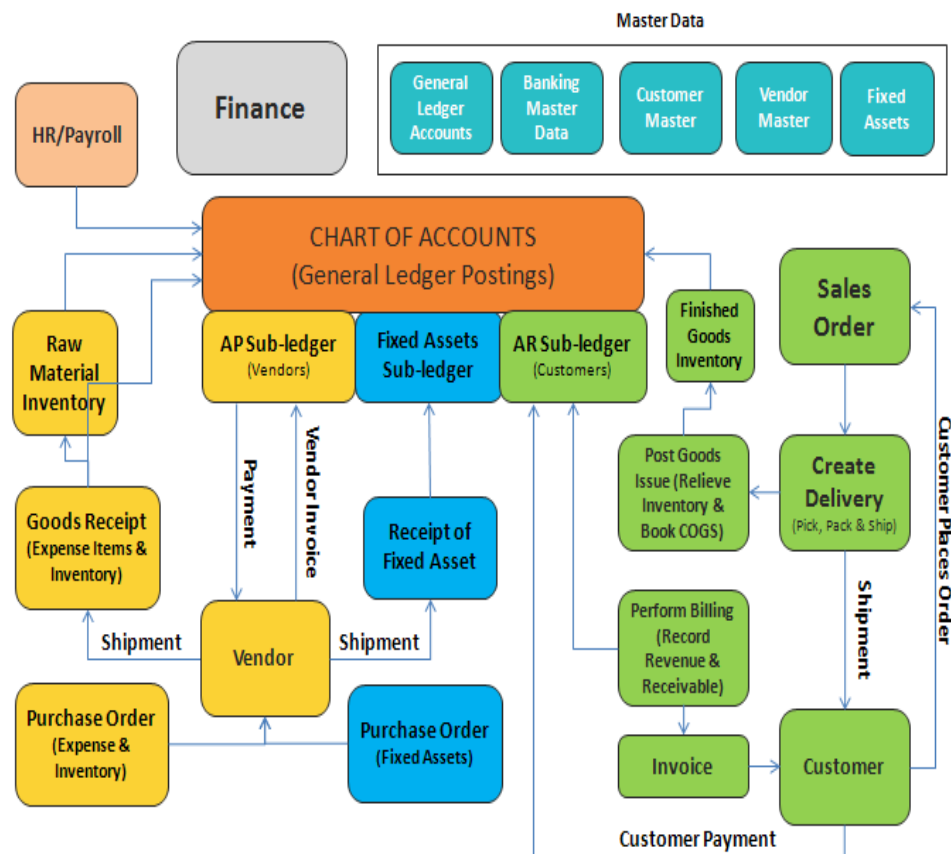 Master Data
Finance
General
Ledger
Accounts
Banking
Master
Data
Customer
Master
Vendor
Master
Fixed
Assets
HR/Payroll
CHART OF ACCOUNTS
(General Ledger Postings)
Raw
Material
Inventory
AP Sub-ledger
(Vendors)
Fixed Assets
Sub-ledger
AR Sub-ledger
(Customers)
Finished
Goods
Inventory
Sales
Order
Payment
Vendor Invoice
Goods Receipt
(Expense Items &
Inventory)
Receipt of
Fixed Asset
Post Goods
Issue (Relieve
Inventory &
Book COGS)
Create
Delivery
(Pick, Pack & Ship)
Customer Places Order
Shipment
Vendor
Shipment
Perform Billing
(Record
Revenue &
Receivable)
Shipment
Purchase Order
(Expense &
Inventory)
Purchase Order
(Fixed Assets)
Invoice
Customer
Customer Payment